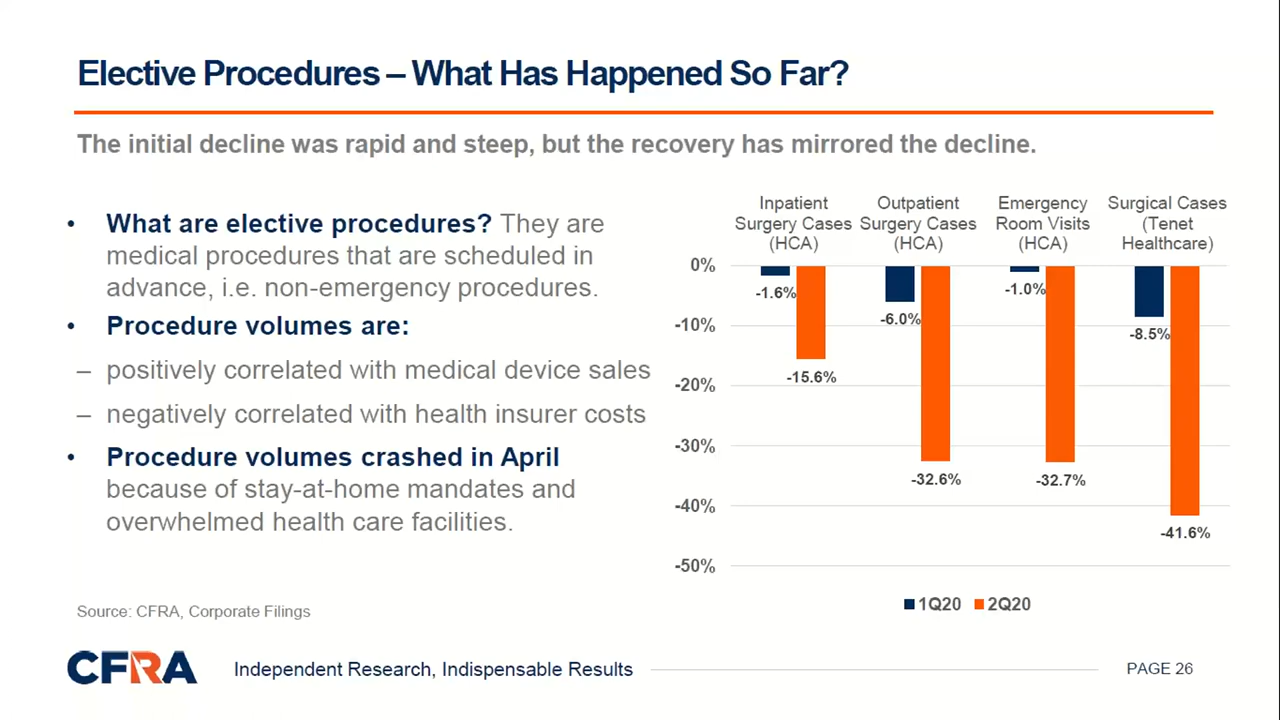 Elective Procedures – What Has Happened So Far?
The initial decline was rapid and steep, but the recovery has mirrored the decline.
• What are elective procedures? They are
medical procedures that are scheduled in
advance, i.e. non-emergency procedures.
• Procedure volumes are:
– positively correlated with medical device sales
– negatively correlated with health insurer costs
• Procedure volumes crashed in April
because of stay-at-home mandates and
overwhelmed health care facilities.
Inpatient
Surgery Cases
(HCA)
Outpatient
Surgery Cases
(HCA)
Emergency
Room Visits
(HCA)
Surgical Cases
(Tenet
Healthcare)
0%
-10%
-20%
-30%
-40%
-50%
-1.6%
-15.6%
-6.0%
-32.6%
-1.0%
-32.7%
-8.5%
-41.6%
1Q20 2Q20
Source: CFRA, Corporate Filings
CFRA Independent Research, Indispensable Results PAGE 26